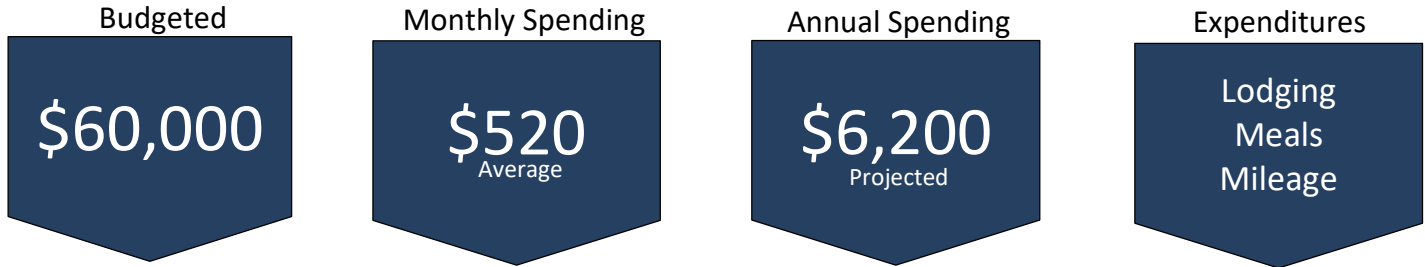 Budgeted
$60,000
Monthly Spending
$520
Average
Annual Spending
$6,200
Projected
Expenditures
Lodging
Meals
Mileage